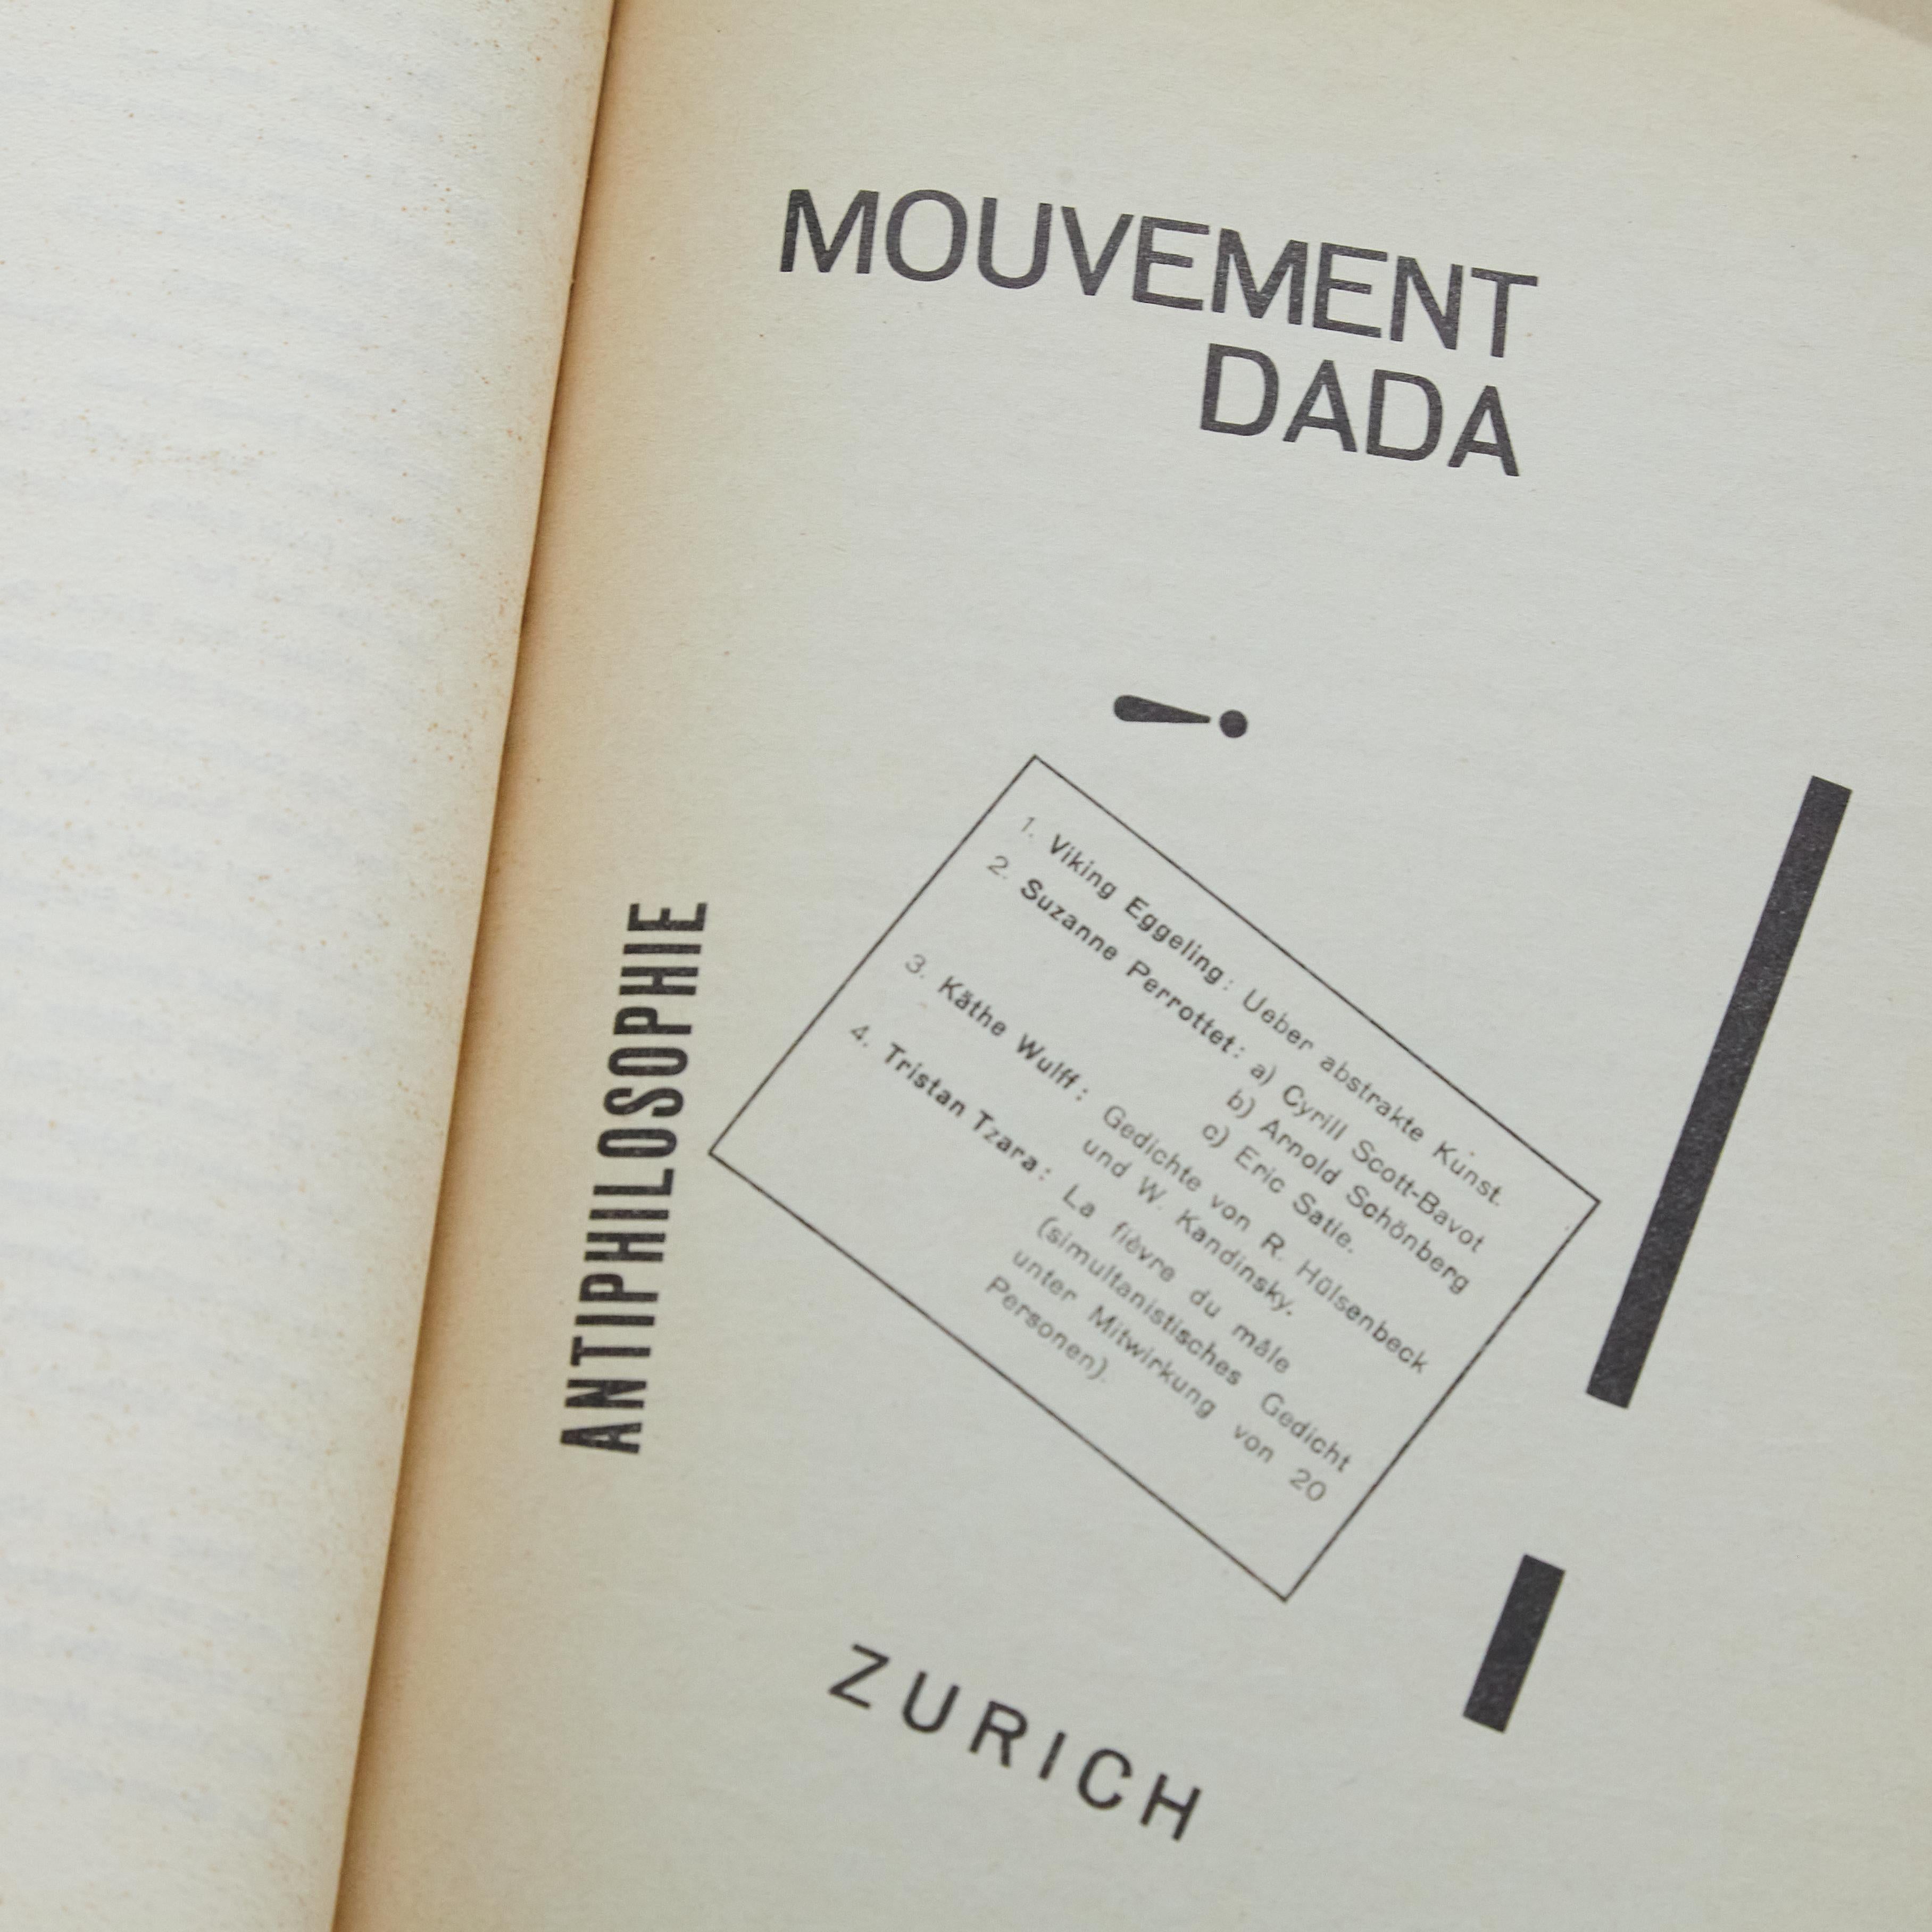 MOUVEMENT
DADA
!
1. Viking Eggeling: Ueber abstrakte Kunst.
2. Suzanne Perrottet: a) Cyrill Scott-Bavot
b) Arnold Schönberg
c) Eric Satie.
3. Käthe Wulff: Gedichte von R. Hülsenbeck
und W. Kandinsky.
4. Tristan Tzara: La fièvre du mâle
(simultanistisches Gedicht
unter Mitwirkung von 20
Personen).
ANTIPHILOSOPHIE
ZURICH